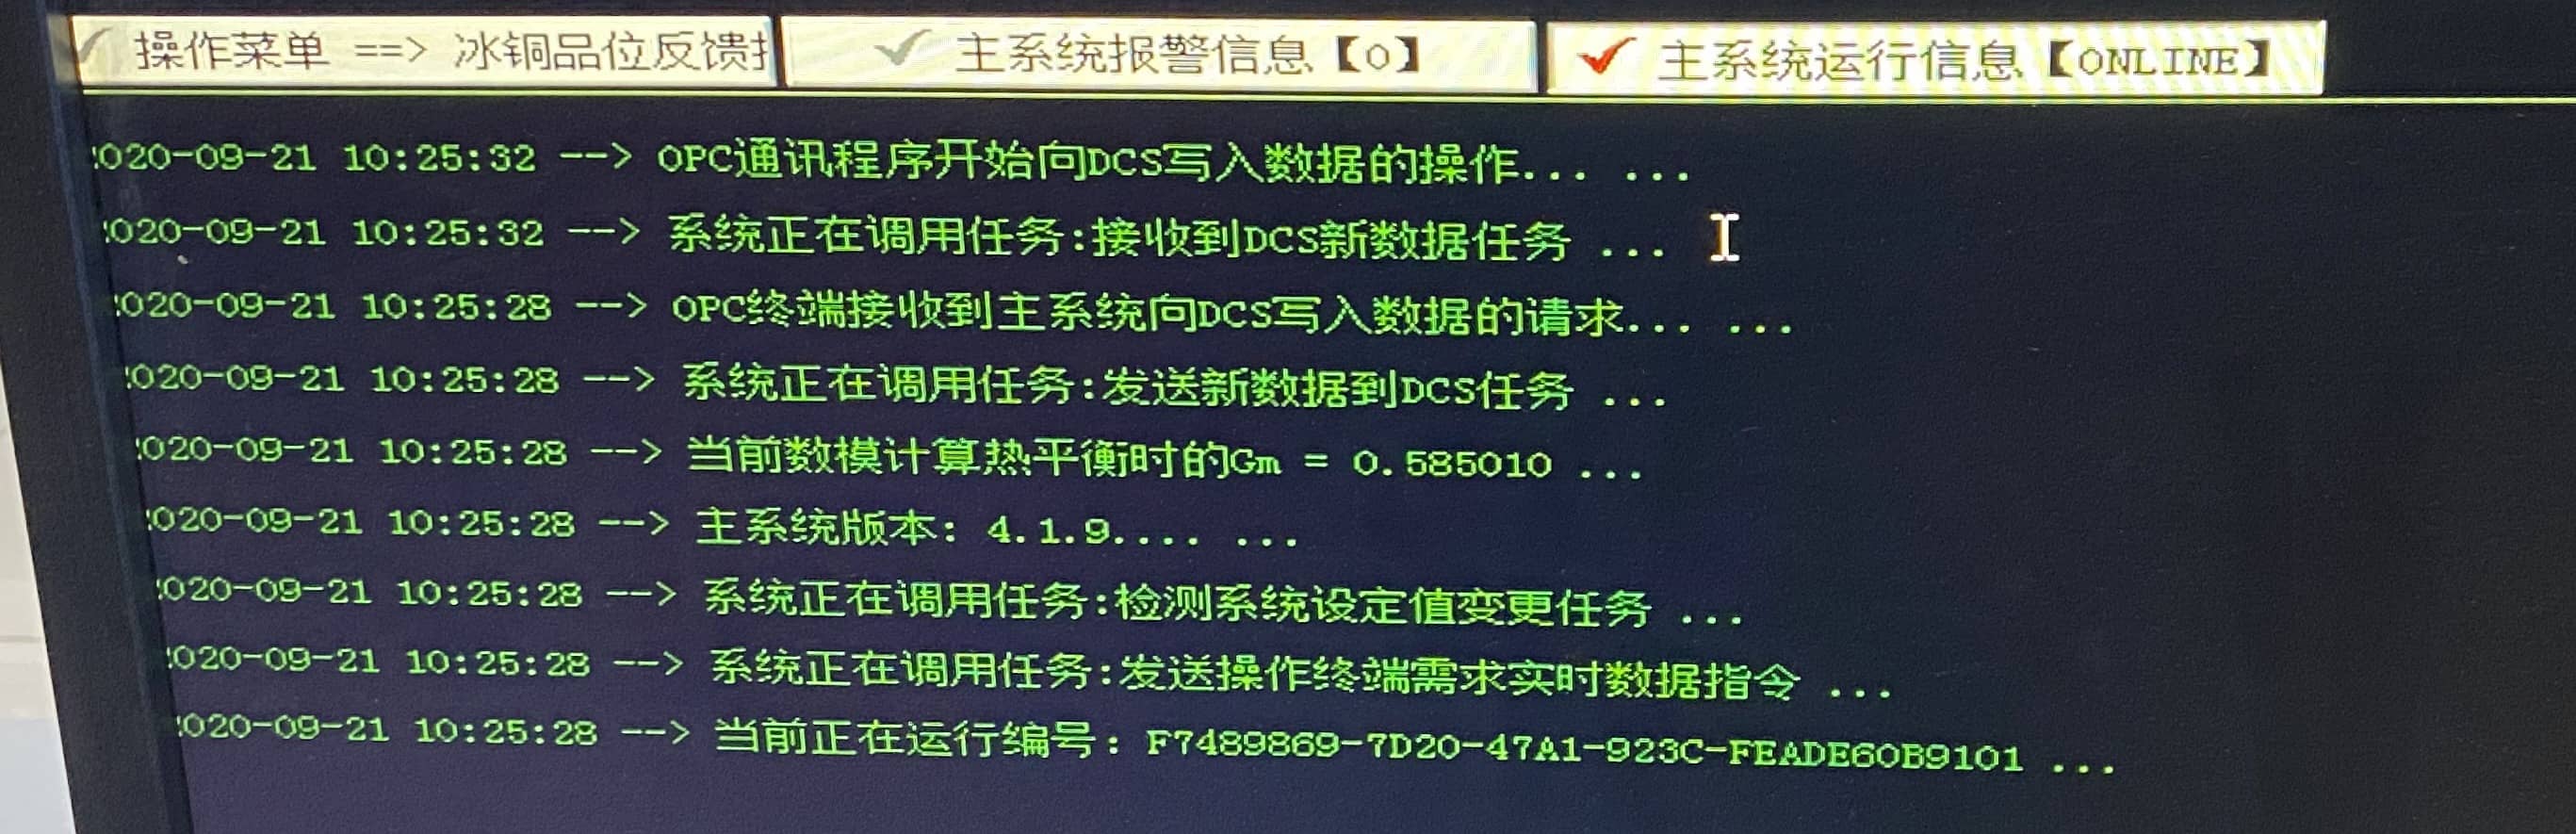 操作菜单 ==> 冰铜品位反馈
主系统报警信息【0】
主系统运行信息【ONLINE】
020-09-21 10:25:32 --> OPC通讯程序开始向DCS写入数据的操作... ...
020-09-21 10:25:32 --> 系统正在调用任务:接收到DCS新数据任务 ...
020-09-21 10:25:28 --> OPC终端接收到主系统向DCS写入数据的请求... ...
020-09-21 10:25:28 --> 系统正在调用任务:发送新数据到DCS任务 ...
020-09-21 10:25:28 --> 当前数模计算热平衡时的Gm = 0.585010 ...
020-09-21 10:25:28 --> 主系统版本: 4.1.9.... ...
020-09-21 10:25:28 --> 系统正在调用任务:检测系统设定值变更任务 ...
020-09-21 10:25:28 --> 系统正在调用任务:发送操作终端需求实时数据指令 ...
020-09-21 10:25:28 --> 当前正在运行编号: F7489869-7D20-47A1-923C-FEADE60B9101 ...